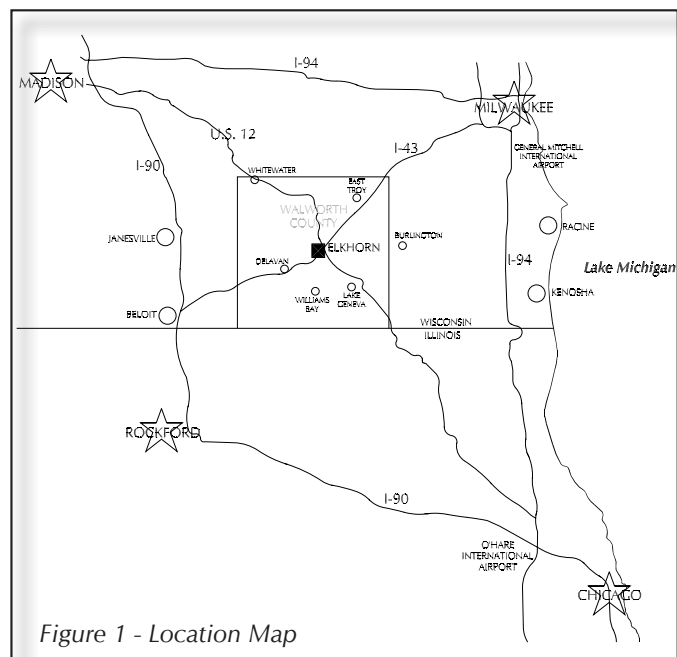 I-94
MADISON
MILWAUKEE
U.S. 12
I-43
GENERAL MITCHELL
INTERNATIONAL
AIRPORT
I-90
WHITEWATER
EAST
TROY
WALWORTH
COUNTY
RACINE
JANESVILLE
ELKHORN
BURLINGTON
I-94
DELAVAN
Lake Michigan
WILLIAMS
BAY
LAKE
GENEVA
KENOSHA
BELOIT
WISCONSIN
ILLINOIS
ROCKFORD
I-90
O'HARE
INTERNATIONAL
AIRPORT
CHICAGO
Figure 1 - Location Map